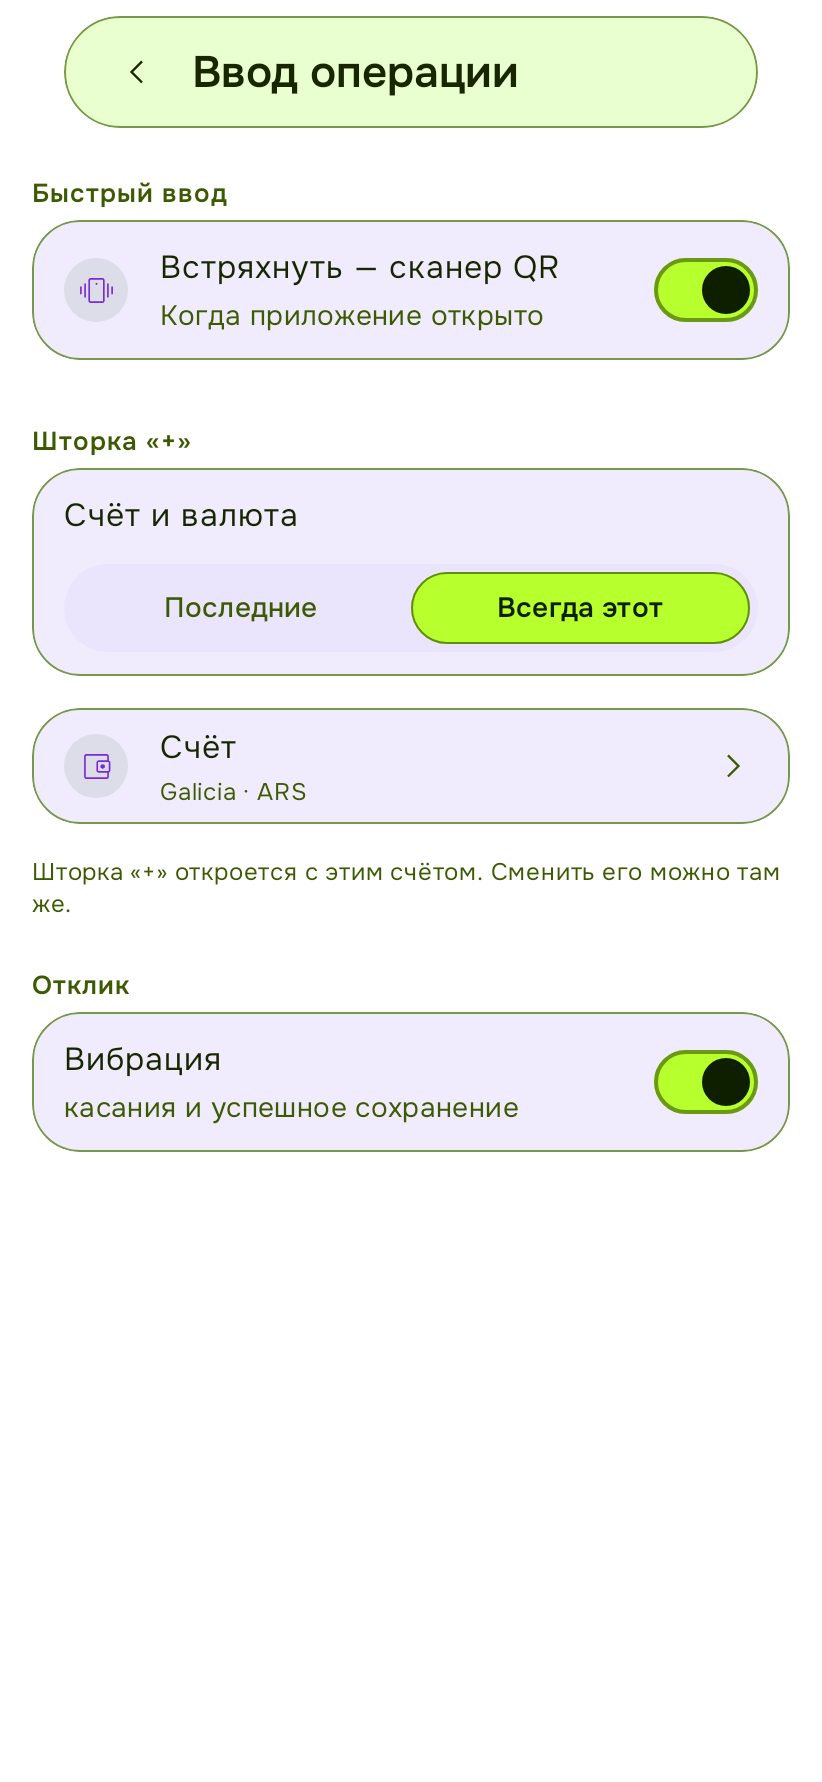 Ввод операции
Быстрый ввод
Встряхнуть — сканер QR
Когда приложение открыто
Шторка «+»
Счёт и валюта
Последние
Всегда этот
Счёт
Galicia · ARS
Шторка «+» откроется с этим счётом. Сменить его можно там
же.
Отклик
Вибрация
касания и успешное сохранение